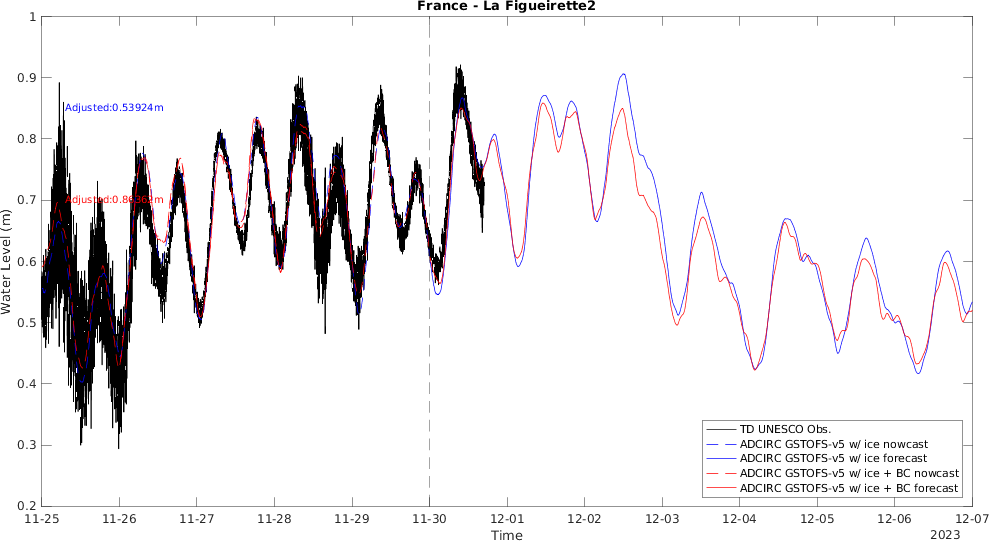 France - La Figueirette2
1
0.9
0.8
0.7
0.6
0.5
0.4
0.3
0.2
Water Level (m)
Adjusted:0.53924m
TD UNESCO Obs.
ADCIRC GSTOFS-v5 w/ ice nowcast
ADCIRC GSTOFS-v5 w/ ice forecast
ADCIRC GSTOFS-v5 w/ ice + BC nowcast
ADCIRC GSTOFS-v5 w/ ice + BC forecast
11-25 11-26 11-27 11-28 11-29 11-30 12-01 12-02 12-03 12-04 12-05 12-06 12-07
Time
2023